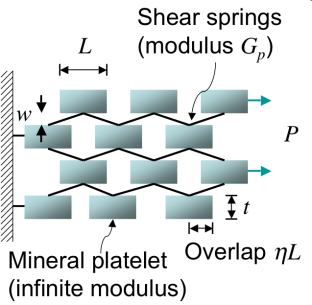 Shear springs
(modulus Gₚ)
L
w
P
t
Overlap ηL
Mineral platelet
(infinite modulus)